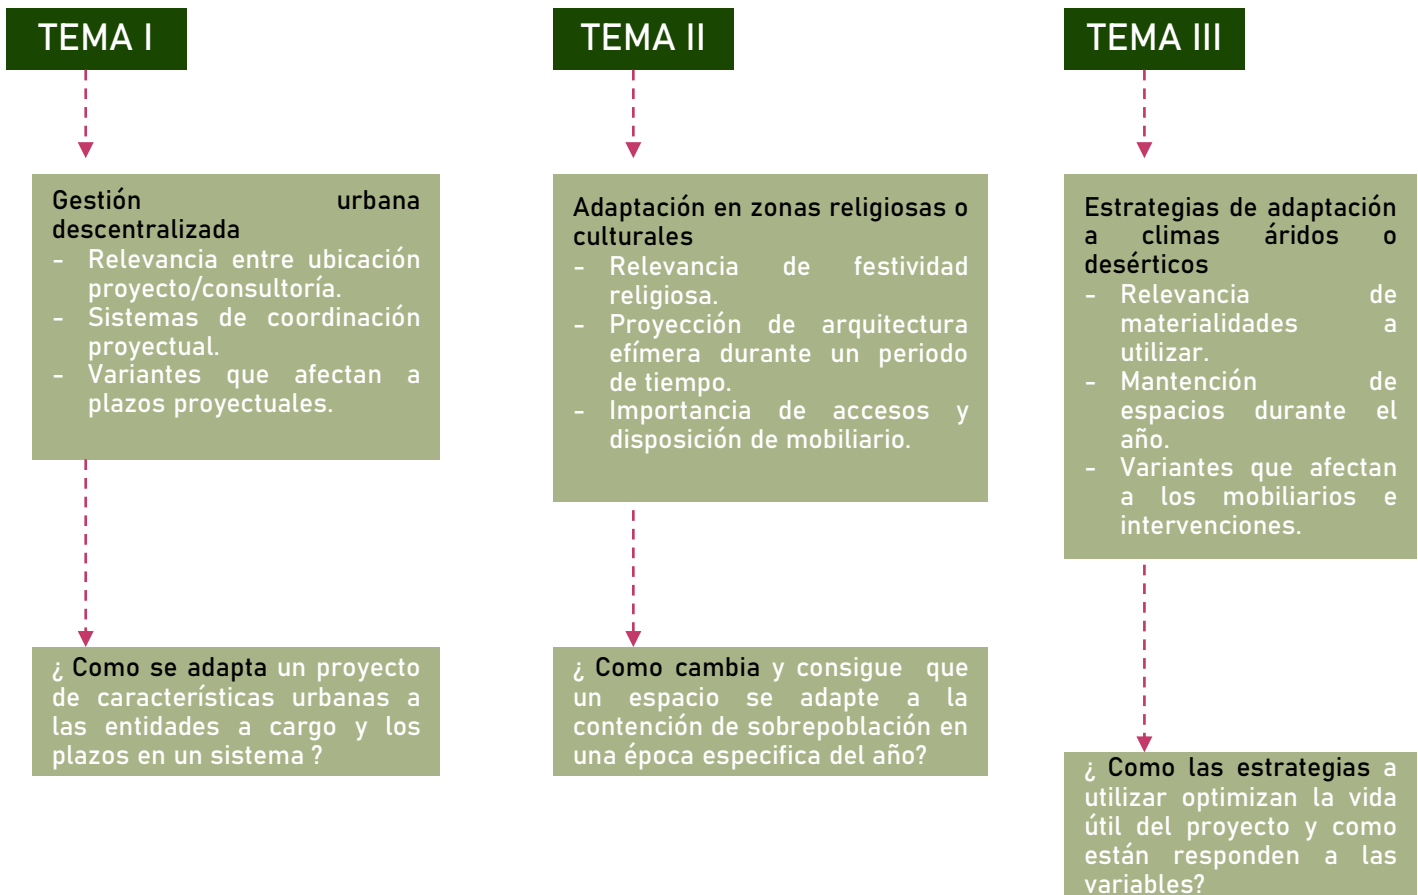 TEMA I
Gestión urbana
descentralizada
- Relevancia entre ubicación
proyecto/consultoría.
- Sistemas de coordinación
proyectual.
- Variantes que afectan a
plazos proyectuales.
¿ Como se adapta un proyecto
de características urbanas a
las entidades a cargo y los
plazos en un sistema ?
TEMA II
Adaptación en zonas religiosas o
culturales
- Relevancia de festividad
religiosa.
- Proyección de arquitectura
efímera durante un periodo
de tiempo.
- Importancia de accesos y
disposición de mobiliario.
¿ Como cambia y consigue que
un espacio se adapte a la
contención de sobrepoblación en
una época especifica del año?
TEMA III
Estrategias de adaptación
a climas áridos o
desérticos
- Relevancia de
materialidades a
utilizar.
- Mantención de
espacios durante el
año.
- Variantes que afectan
a los mobiliarios e
intervenciones.
¿ Como las estrategias a
utilizar optimizan la vida
útil del proyecto y como
están responden a las
variables?